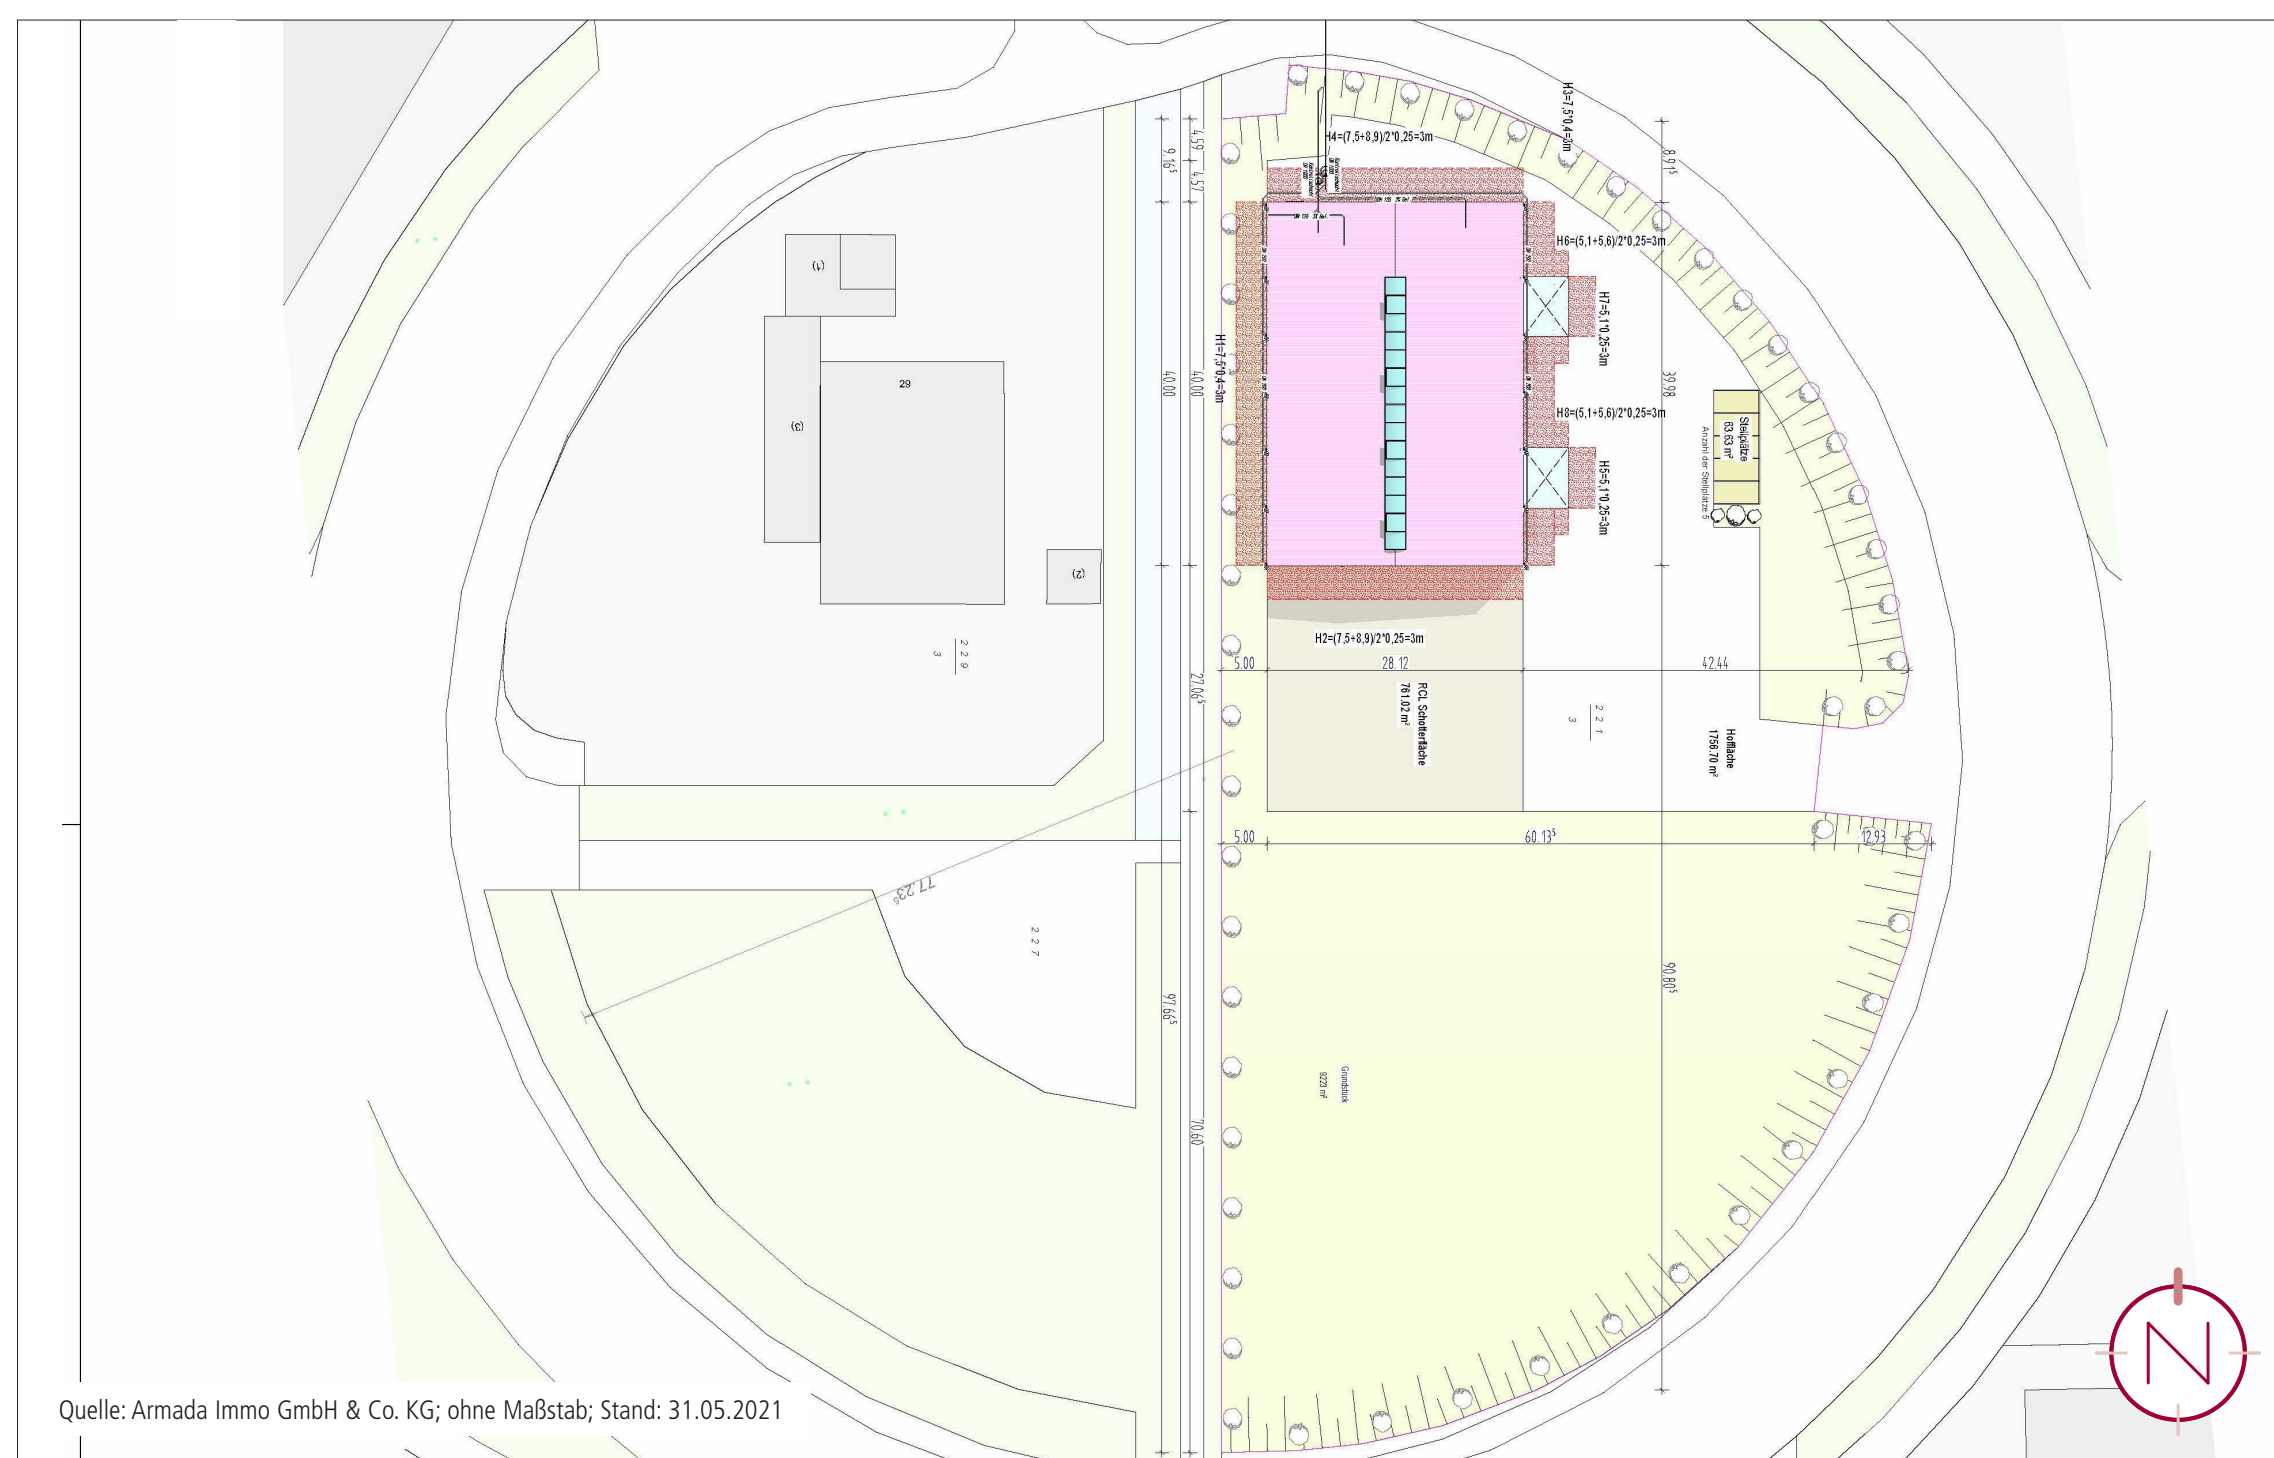 H3=7,5*0,4=3m
H4=(7,5+8,9)/2*0,25=3m
4.59
9.16⁵
4.57
8.91⁵
H6=(5,1+5,6)/2*0,25=3m
(1)
H7=5,1*0,25=3m
H1=7,5*0,4=3m
29
40.00
40.00
39.98
H8=(5,1+5,6)/2*0,25=3m
(3)
Stellplätze
63.63 m²
Anzahl der Stellplätze 5
H5=5,1*0,25=3m
(2)
H2=(7,5+8,9)/2*0,25=3m
229
3
5.00
28.12
42.44
27.06⁵
RCL Schotterfläche
761.02 m²
221
3
Hoffläche
1756.70 m²
5.00
60.13⁵
12.93
77.23⁵
227
97.66⁵
90.80⁵
Grundstück
9223 m²
70.60
N
Quelle: Armada Immo GmbH & Co. KG; ohne Maßstab; Stand: 31.05.2021